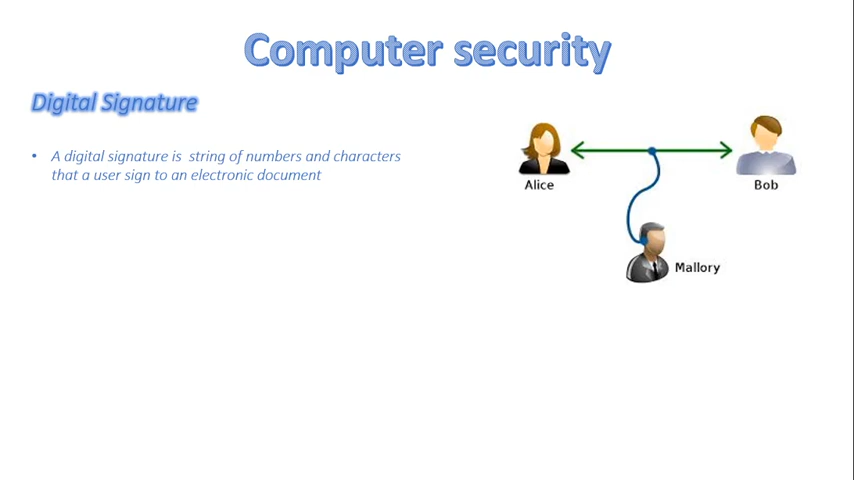 Computer security
Digital Signature
• A digital signature is string of numbers and characters
that a user sign to an electronic document
Alice
Bob
Mallory